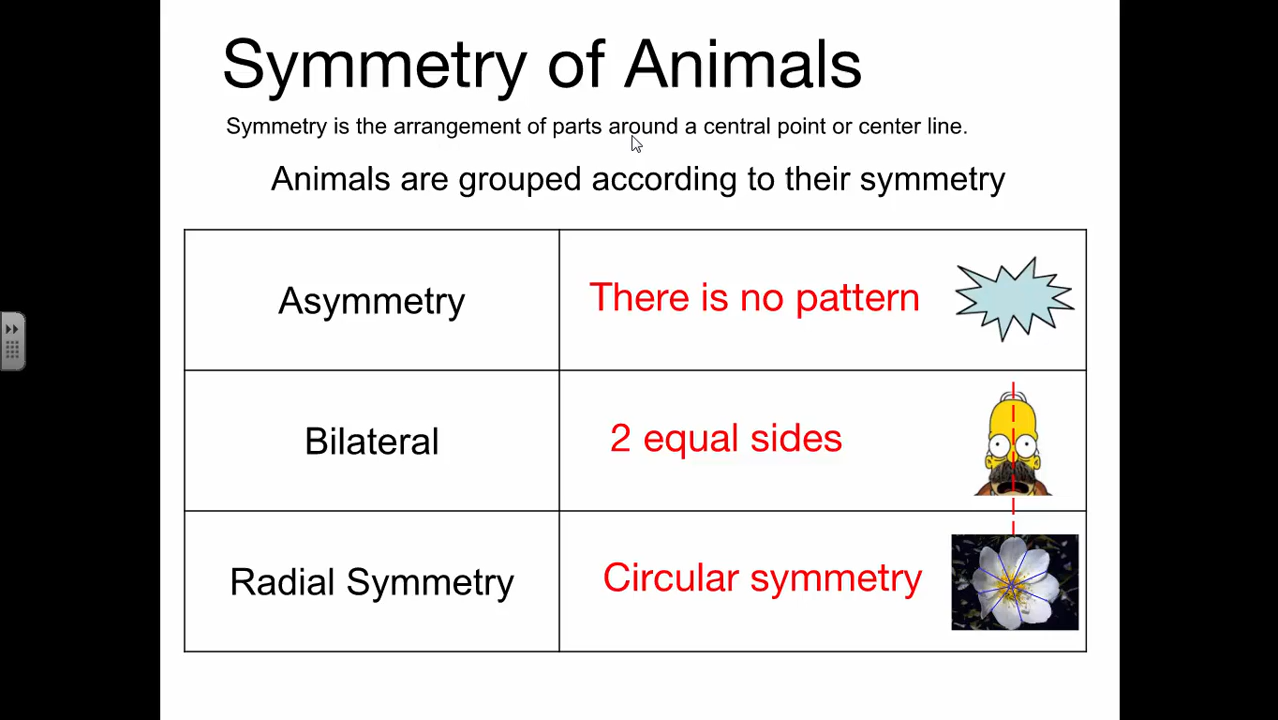 Symmetry of Animals
Symmetry is the arrangement of parts around a central point or center line.
Animals are grouped according to their symmetry
Asymmetry
There is no pattern
Bilateral
2 equal sides
Radial Symmetry
Circular symmetry